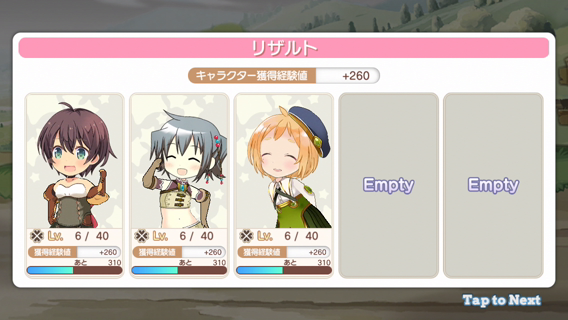 リザルト
キャラクター獲得経験値 +260
Empty Empty
Lv. 6 / 40 Lv. 6 / 40 Lv. 6 / 40
獲得経験値 +260 獲得経験値 +260 獲得経験値 +260
あと 310 あと 310 あと 310
Tap to Next